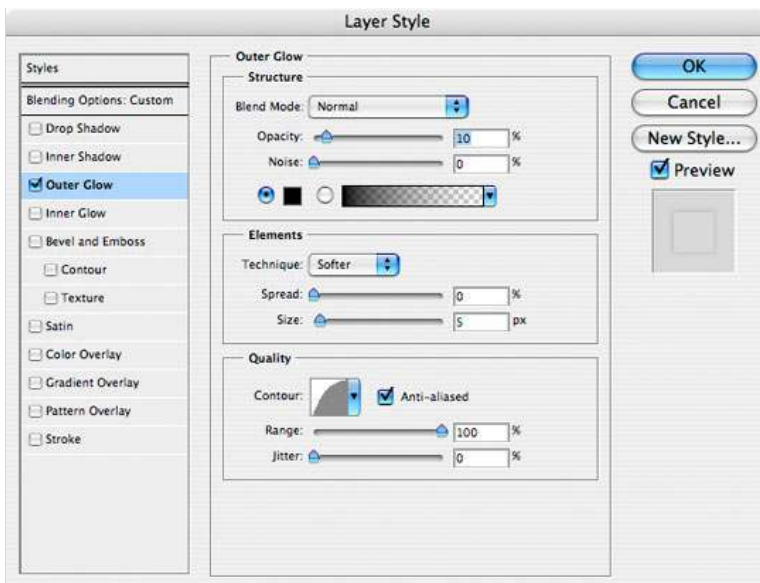 Layer Style
Styles
Blending Options: Custom
Drop Shadow
Inner Shadow
Outer Glow
Inner Glow
Bevel and Emboss
Contour
Texture
Satin
Color Overlay
Gradient Overlay
Pattern Overlay
Stroke
Outer Glow
Structure
Blend Mode: Normal
Opacity: 10 %
Noise: 0 %
Elements
Technique: Softer
Spread: 0 %
Size: 5 px
Quality
Contour: Anti-aliased
Range: 100 %
Jitter: 0 %
OK
Cancel
New Style...
Preview